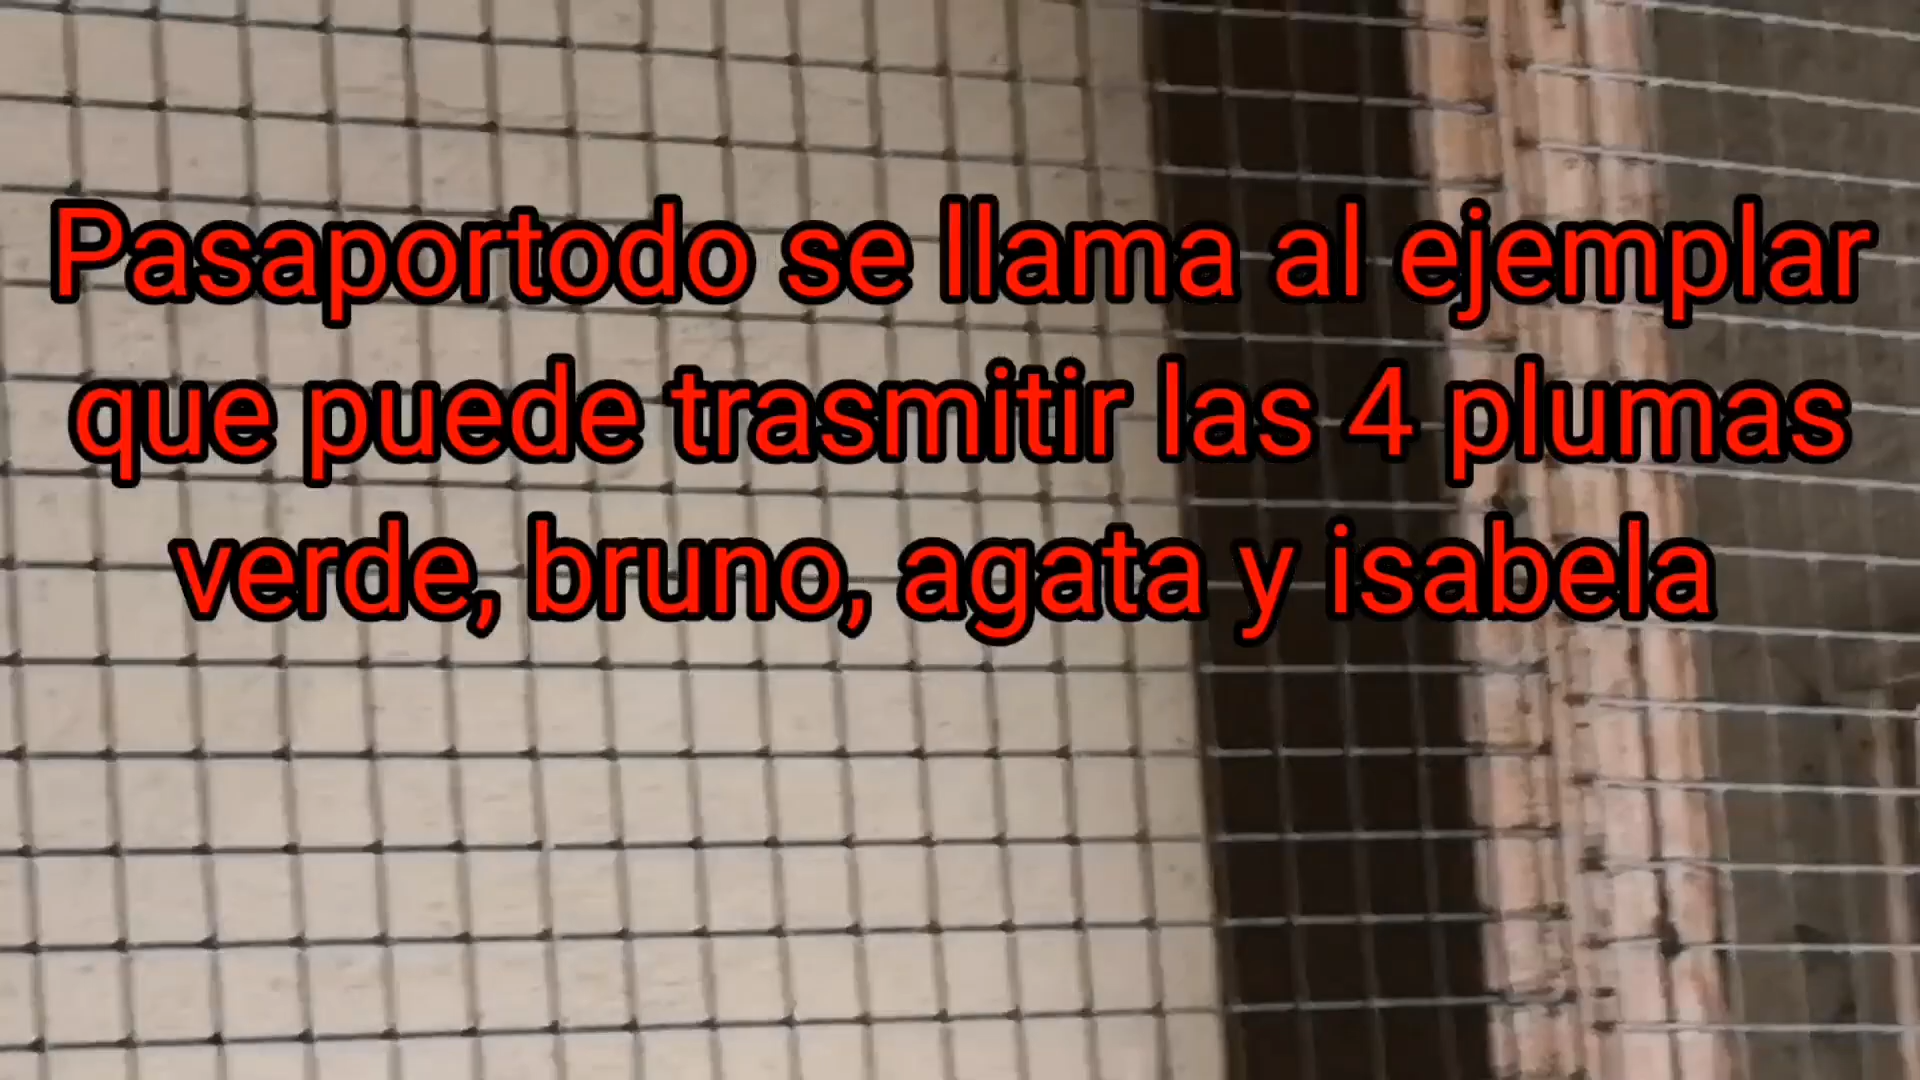 Pasaportodo se llama al ejemplar
que puede trasmitir las 4 plumas
verde, bruno, agata y isabela